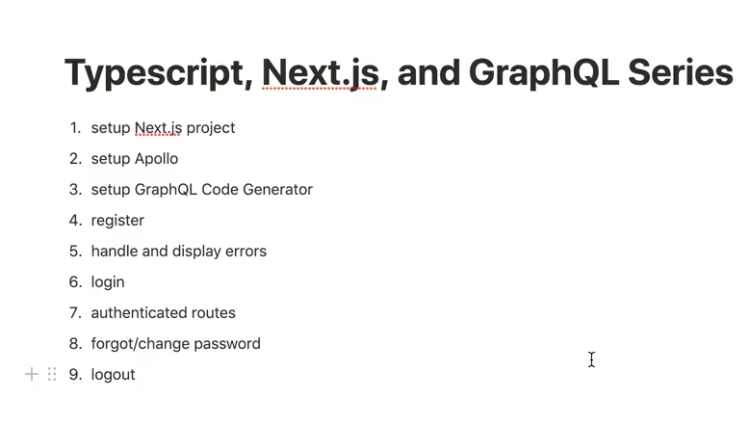 Typescript, Next.js, and GraphQL Series
1. setup Next.js project
2. setup Apollo
3. setup GraphQL Code Generator
4. register
5. handle and display errors
6. login
7. authenticated routes
8. forgot/change password
9. logout